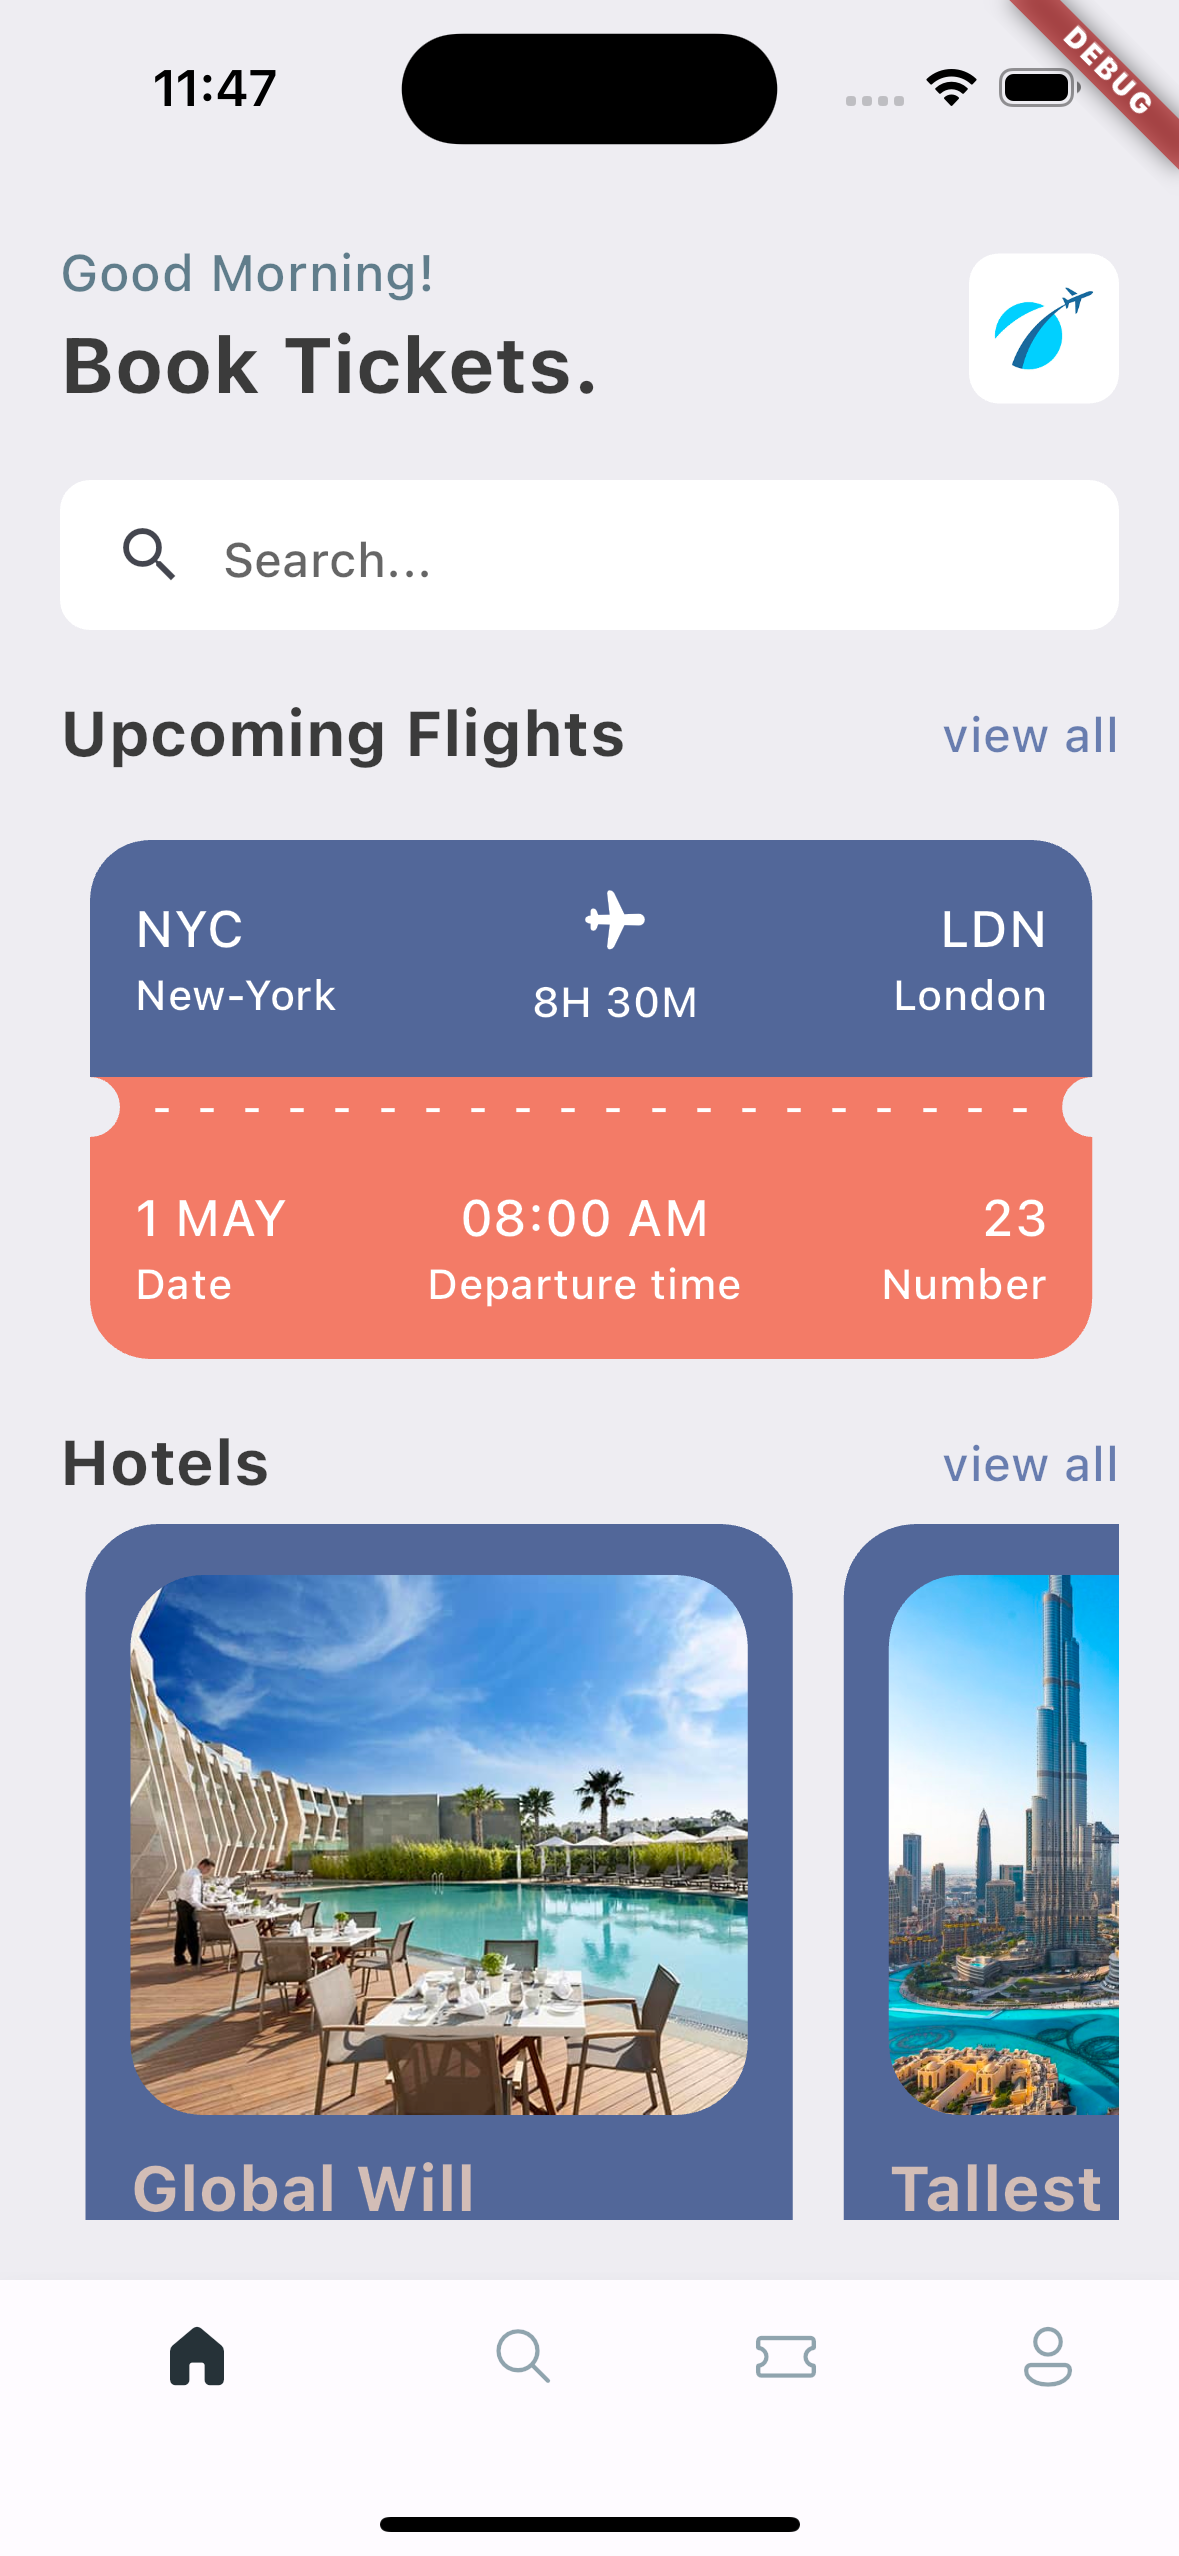 11:47
DEBUG
Good Morning!
Book Tickets.
Search...
Upcoming Flights
view all
NYC
LDN
New-York
8H 30M
London
1 MAY
08:00 AM
23
Date
Departure time
Number
Hotels
view all
Global Will
Tallest